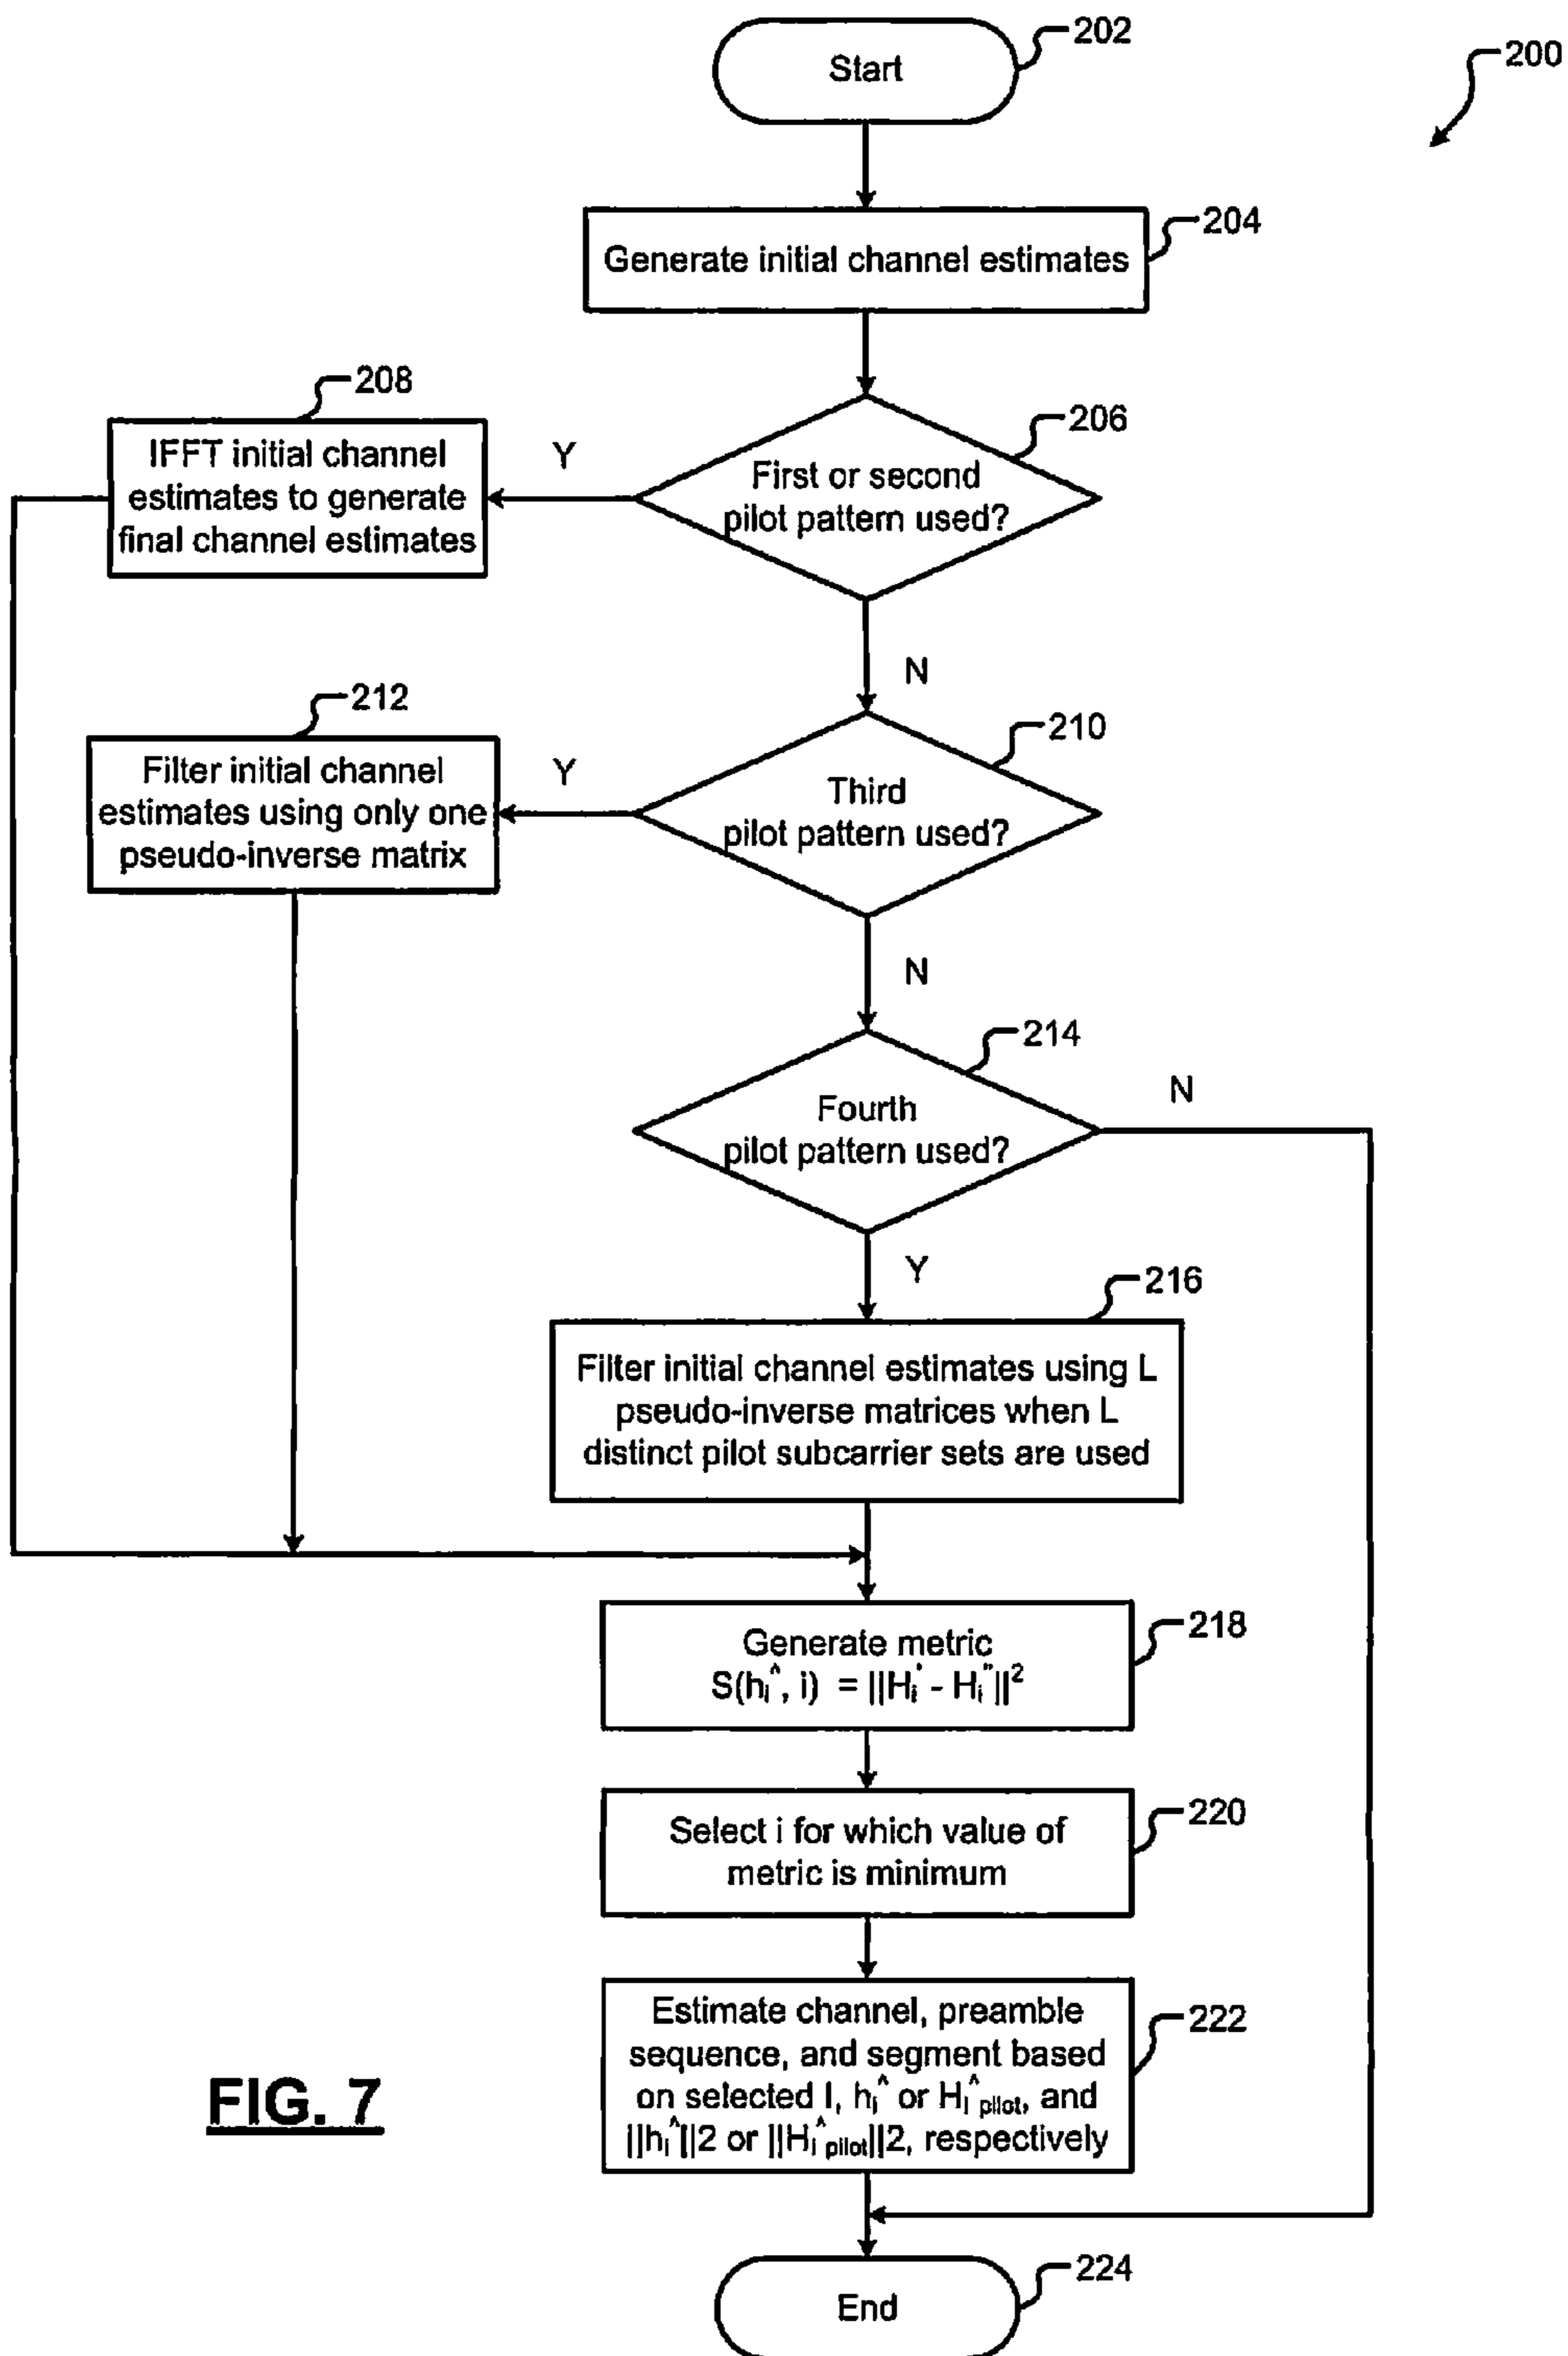 Start
202
200
Generate initial channel estimates
204
208
IFFT initial channel
estimates to generate
final channel estimates
Y
First or second
pilot pattern used?
206
N
212
Filter initial channel
estimates using only one
pseudo-inverse matrix
Y
Third
pilot pattern used?
210
N
Fourth
pilot pattern used?
214
N
Y
216
Filter initial channel estimates using L
pseudo-inverse matrices when L
distinct pilot subcarrier sets are used
Generate metric
S(hᵢ^, i) = ||Hᵢ' - Hᵢ"||²
218
Select i for which value of
metric is minimum
220
Estimate channel, preamble
sequence, and segment based
on selected I, hᵢ^ or Hᵢ^ pilot, and
||hᵢ^||2 or ||Hᵢ^ pilot||2, respectively
222
FIG. 7
End
224